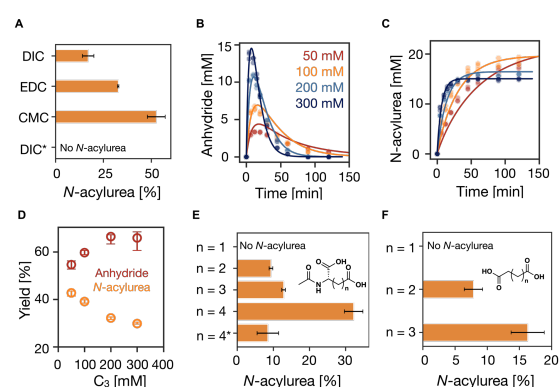 A
DIC
EDC
CMC
DIC*
No N-acylurea
0
25
50
N-acylurea [%]
B
15
10
5
0
Anhydride [mM]
50 mM
100 mM
200 mM
300 mM
0
50
100
150
Time [min]
C
20
10
0
N-acylurea [mM]
0
50
100
150
Time [min]
D
60
40
20
Yield [%]
Anhydride
N-acylurea
0
100
200
300
400
C3 [mM]
E
n = 1
n = 2
n = 3
n = 4
n = 4*
No N-acylurea
O
OH
O
N
H
n
OH
O
0
10
20
30
N-acylurea [%]
F
n = 1
n = 2
n = 3
No N-acylurea
O
HO
n
OH
O
0
5
10
15
20
N-acylurea [%]